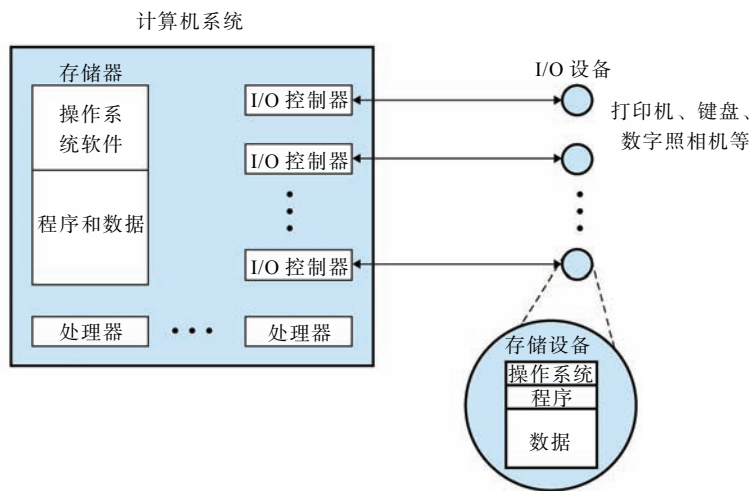 计算机系统
存储器
操作系
统软件
程序和数据
I/O 控制器
I/O 控制器
I/O 控制器
处理器
处理器
I/O 设备
打印机、键盘、
数字照相机等
存储设备
操作系统
程序
数据